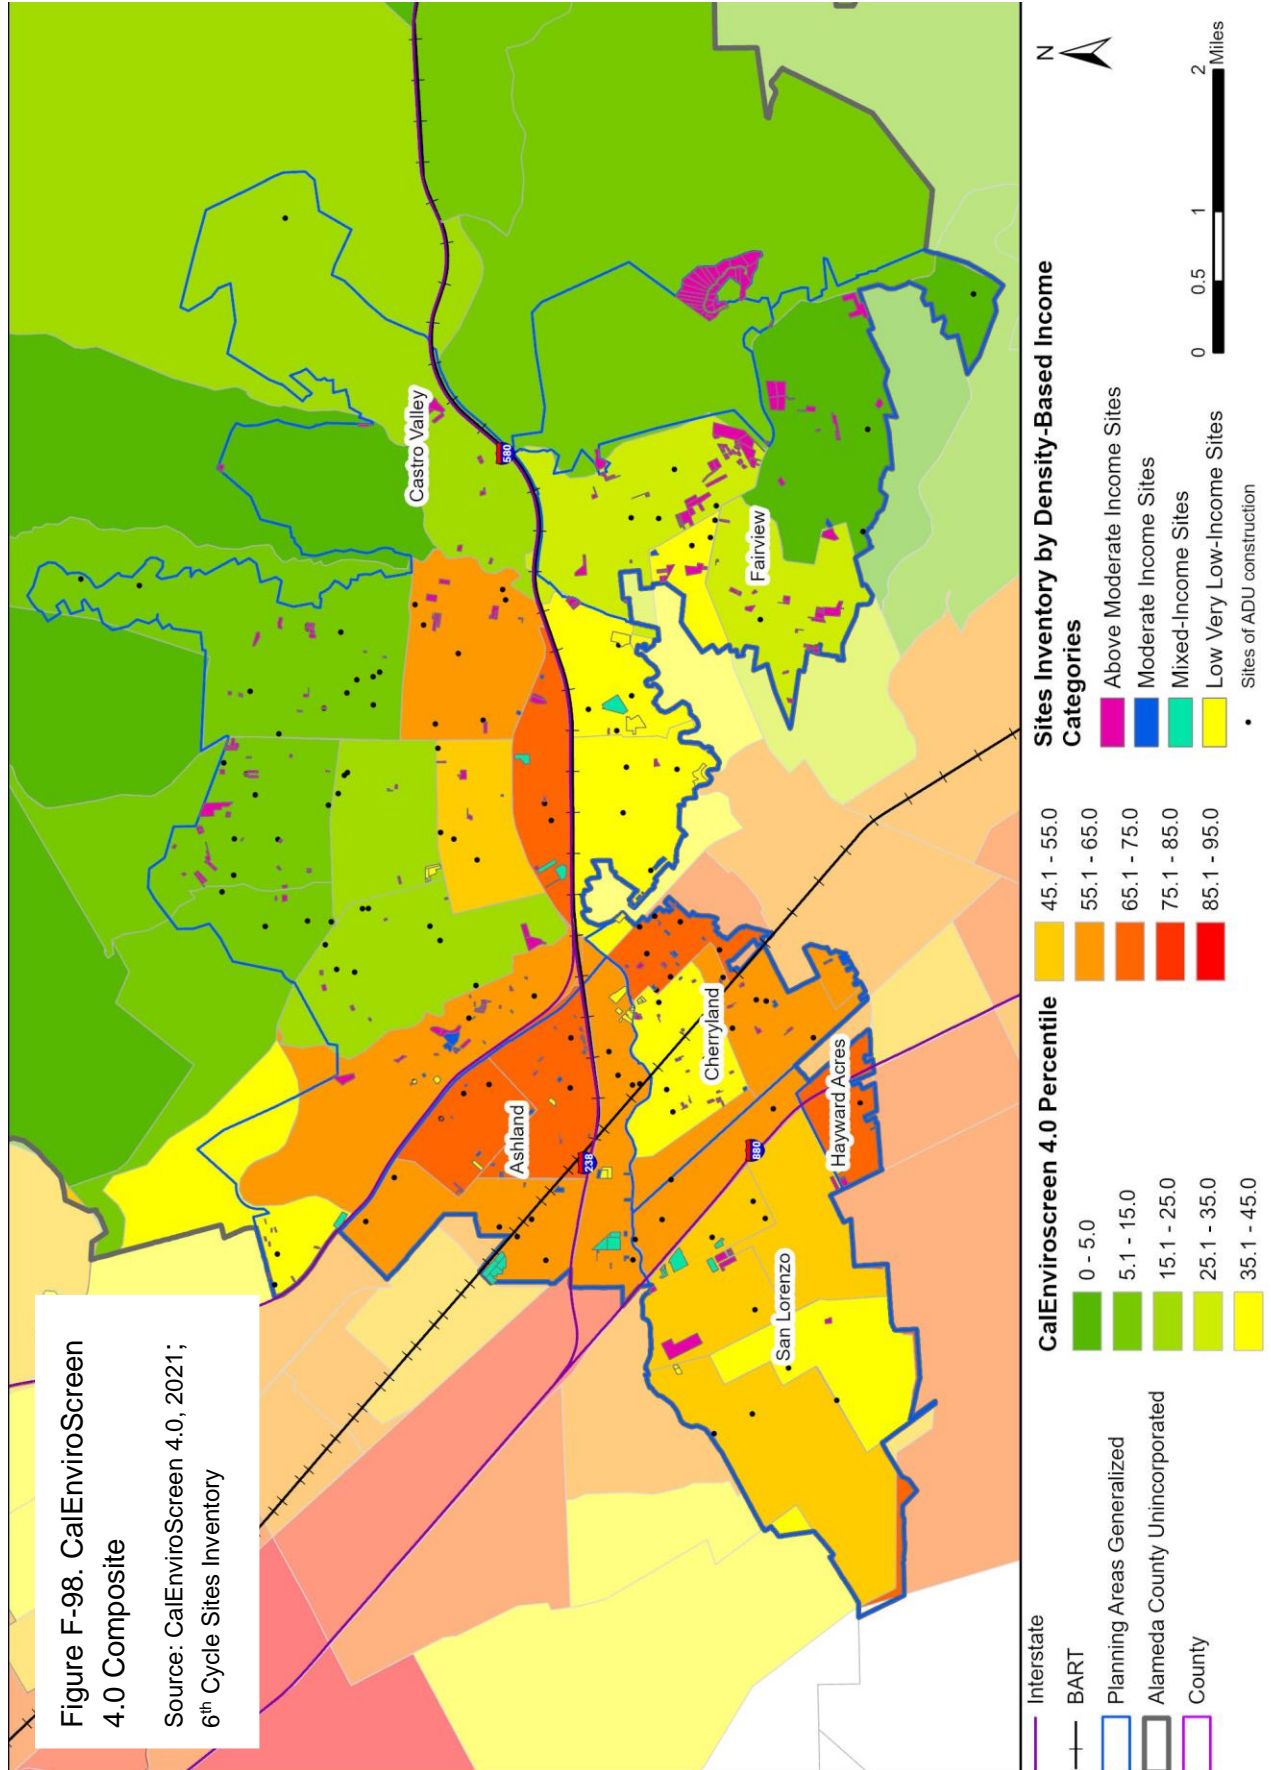 Figure F-98. CalEnviroScreen
4.0 Composite
Source: CalEnviroScreen 4.0, 2021;
6th Cycle Sites Inventory
Castro Valley
580
Fairview
Ashland
238
Cherryland
Hayward Acres
880
San Lorenzo
Interstate
BART
Planning Areas Generalized
Alameda County Unincorporated
County
CalEnviroscreen 4.0 Percentile
0 - 5.0
5.1 - 15.0
15.1 - 25.0
25.1 - 35.0
35.1 - 45.0
45.1 - 55.0
55.1 - 65.0
65.1 - 75.0
75.1 - 85.0
85.1 - 95.0
Sites Inventory by Density-Based Income
Categories
Above Moderate Income Sites
Moderate Income Sites
Mixed-Income Sites
Low Very Low-Income Sites
Sites of ADU construction
N
0 0.5 1 2
Miles